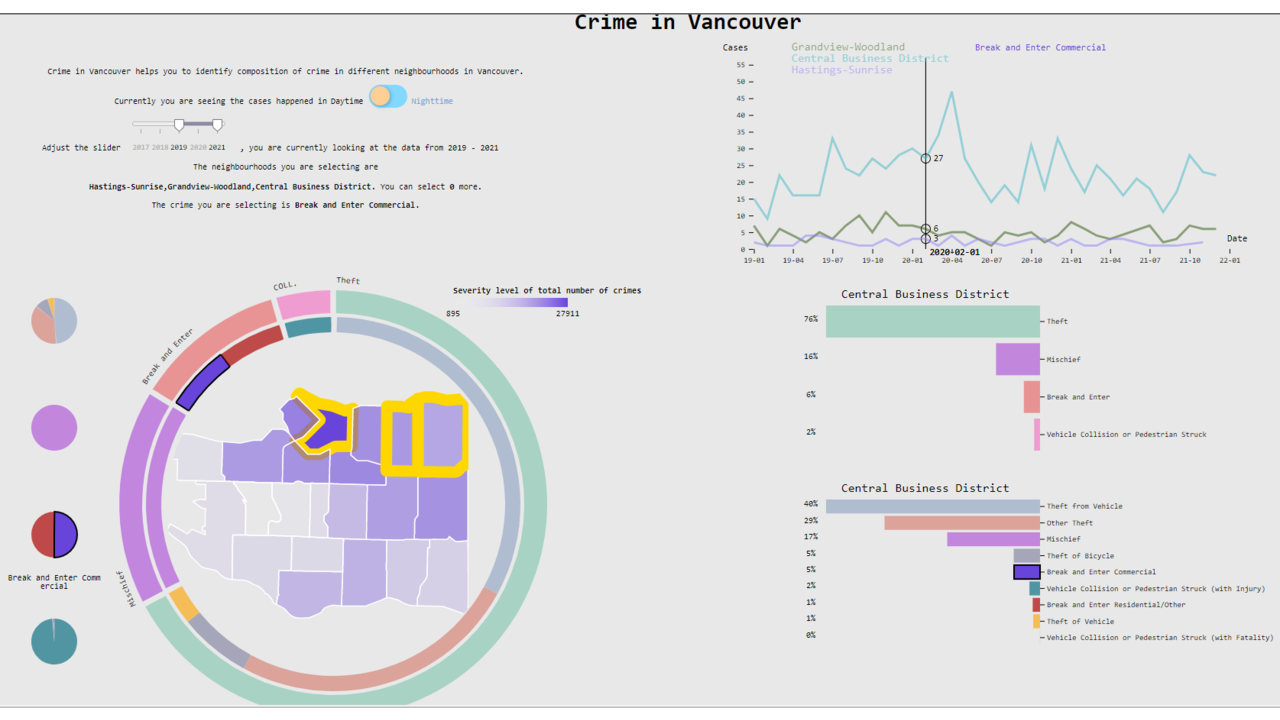 Crime in Vancouver
Crime in Vancouver helps you to identify composition of crime in different neighbourhoods in Vancouver.
Currently you are seeing the cases happened in Daytime Nighttime
Adjust the slider 2017 2018 2019 2020 2021 , you are currently looking at the data from 2019 - 2021
The neighbourhoods you are selecting are
Hastings-Sunrise,Grandview-Woodland,Central Business District. You can select 0 more.
The crime you are selecting is Break and Enter Commercial.
Cases
Grandview-Woodland
Central Business District
Hastings-Sunrise
Break and Enter Commercial
55
50
45
40
35
30
25
20
15
10
5
0
27
6
3
2020-02-01
Date
19-01 19-04 19-07 19-10 20-01 20-04 20-07 20-10 21-01 21-04 21-07 21-10 22-01
COLL.
Theft
Break and Enter
Mischief
Severity level of total number of crimes
895 27911
Break and Enter Comm
ercial
Central Business District
76% Theft
16% Mischief
6% Break and Enter
2% Vehicle Collision or Pedestrian Struck
Central Business District
40% Theft from Vehicle
29% Other Theft
17% Mischief
5% Theft of Bicycle
5% Break and Enter Commercial
2% Vehicle Collision or Pedestrian Struck (with Injury)
1% Break and Enter Residential/Other
1% Theft of Vehicle
0% Vehicle Collision or Pedestrian Struck (with Fatality)